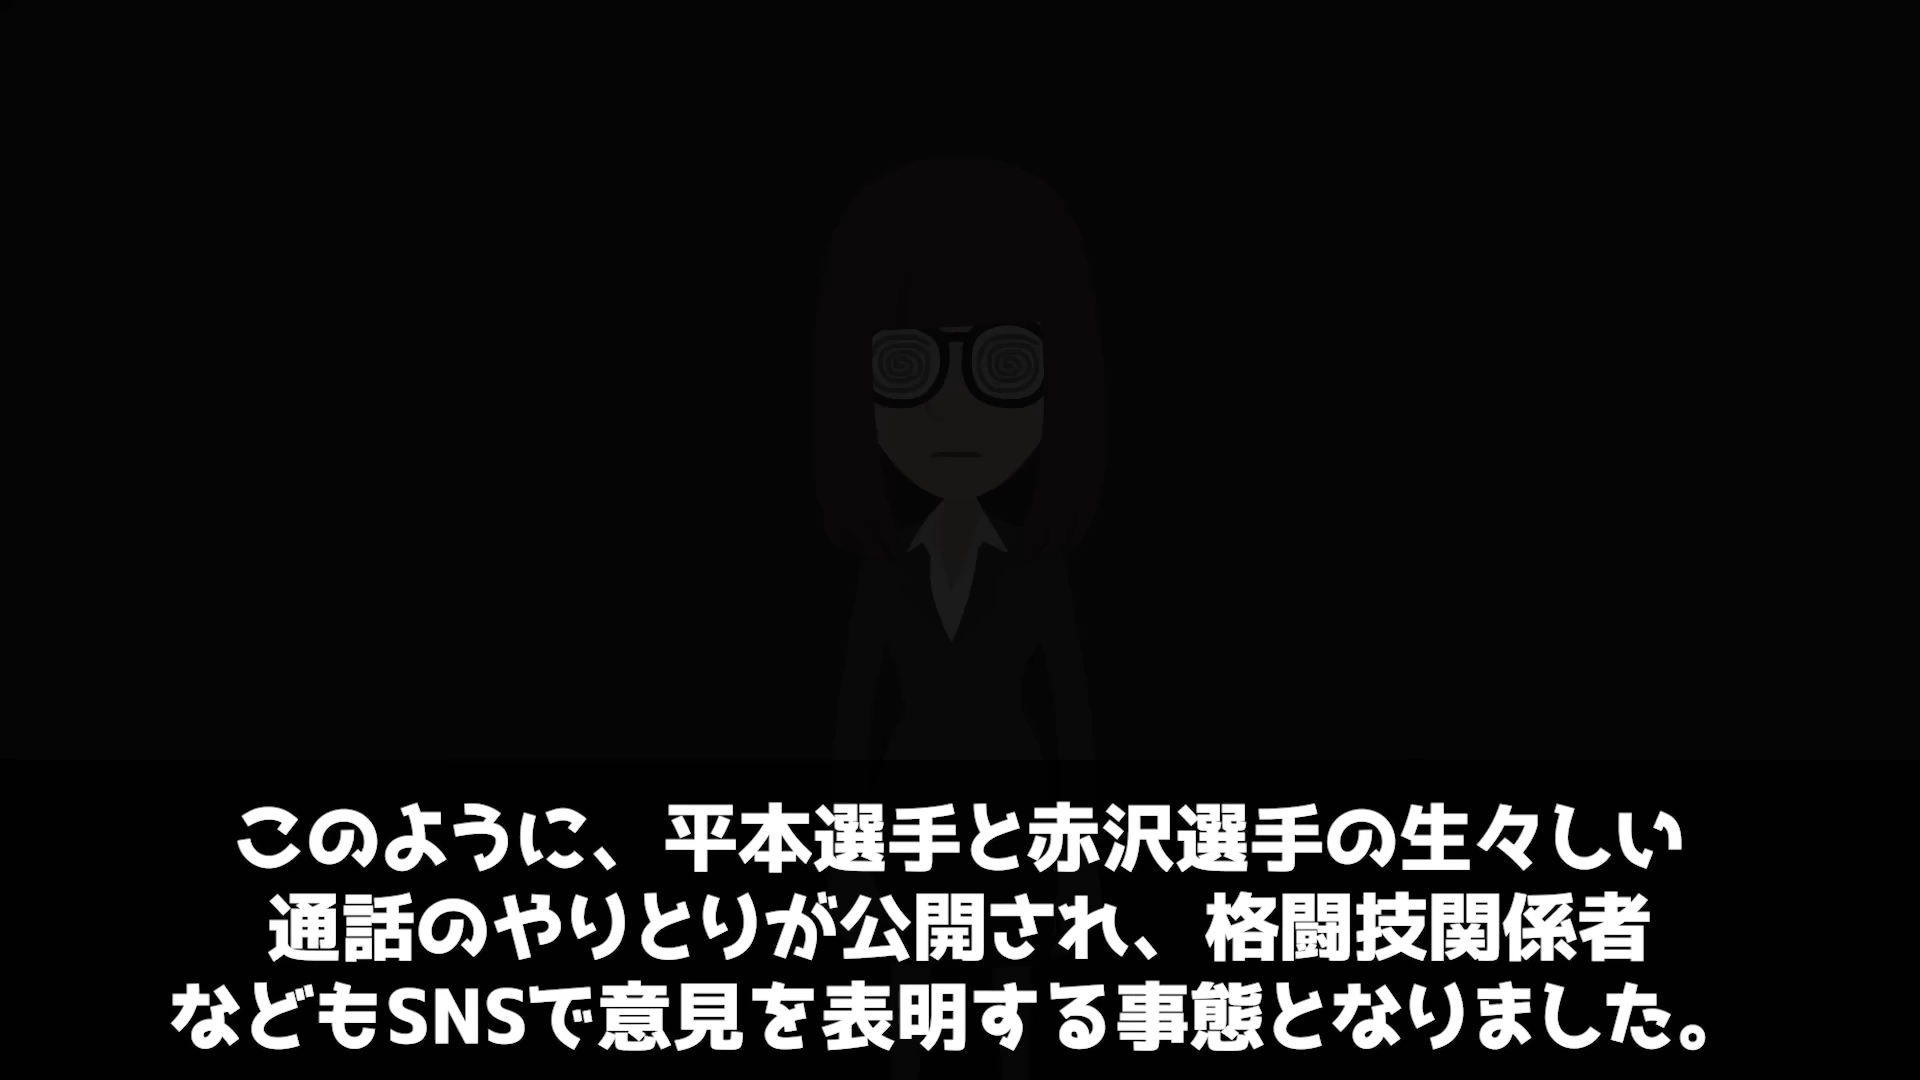 このように、平本選手と赤沢選手の生々しい
通話のやりとりが公開され、格闘技関係者
などもSNSで意見を表明する事態となりました。